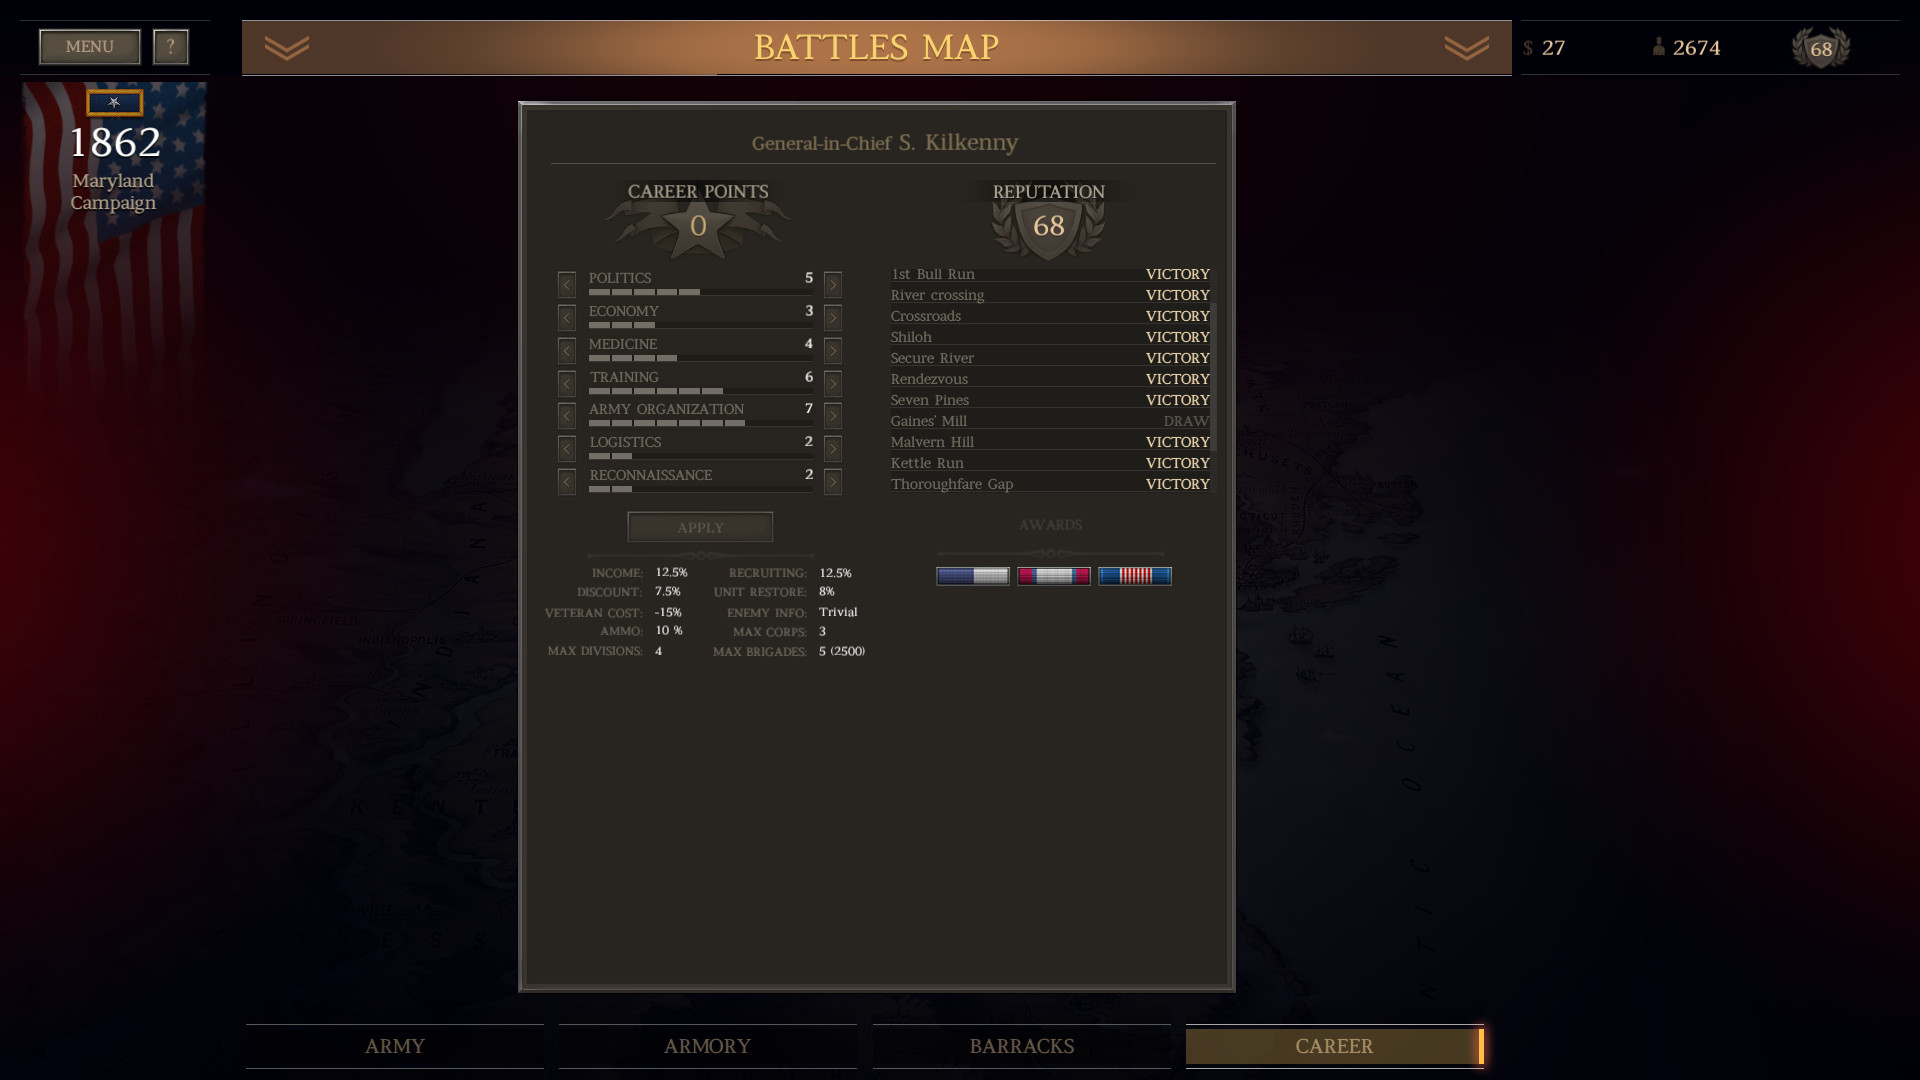 MENU
?
BATTLES MAP
$ 27
2674
68
1862
Maryland
Campaign
General-in-Chief S. Kilkenny
CAREER POINTS
0
REPUTATION
68
POLITICS 5
ECONOMY 3
MEDICINE 4
TRAINING 6
ARMY ORGANIZATION 7
LOGISTICS 2
RECONNAISSANCE 2
1st Bull Run VICTORY
River crossing VICTORY
Crossroads VICTORY
Shiloh VICTORY
Secure River VICTORY
Rendezvous VICTORY
Seven Pines VICTORY
Gaines' Mill DRAW
Malvern Hill VICTORY
Kettle Run VICTORY
Thoroughfare Gap VICTORY
APPLY
AWARDS
INCOME: 12.5% RECRUITING: 12.5%
DISCOUNT: 7.5% UNIT RESTORE: 8%
VETERAN COST: -15% ENEMY INFO: Trivial
AMMO: 10 % MAX CORPS: 3
MAX DIVISIONS: 4 MAX BRIGADES: 5 (2500)
SPRINGFIELD
INDIANAPOLIS
ARMY
ARMORY
BARRACKS
CAREER